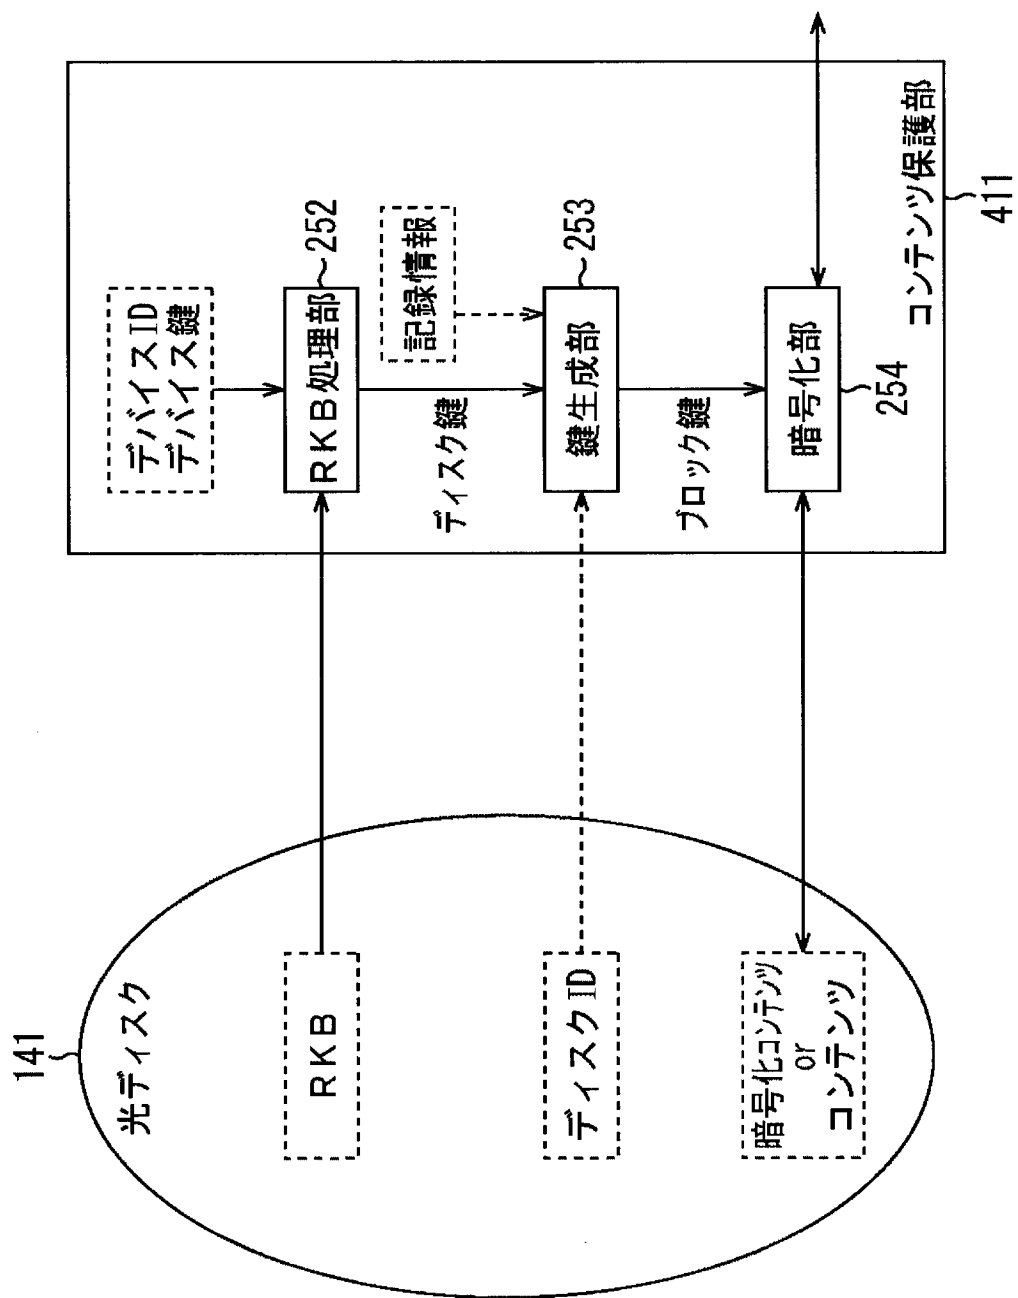 141
光ディスク
RKB
ディスクID
暗号化コンテンツ
or
コンテンツ
デバイスID
デバイス鍵
RKB処理部
252
ディスク鍵
記録情報
鍵生成部
253
ブロック鍵
暗号化部
254
コンテンツ保護部
411